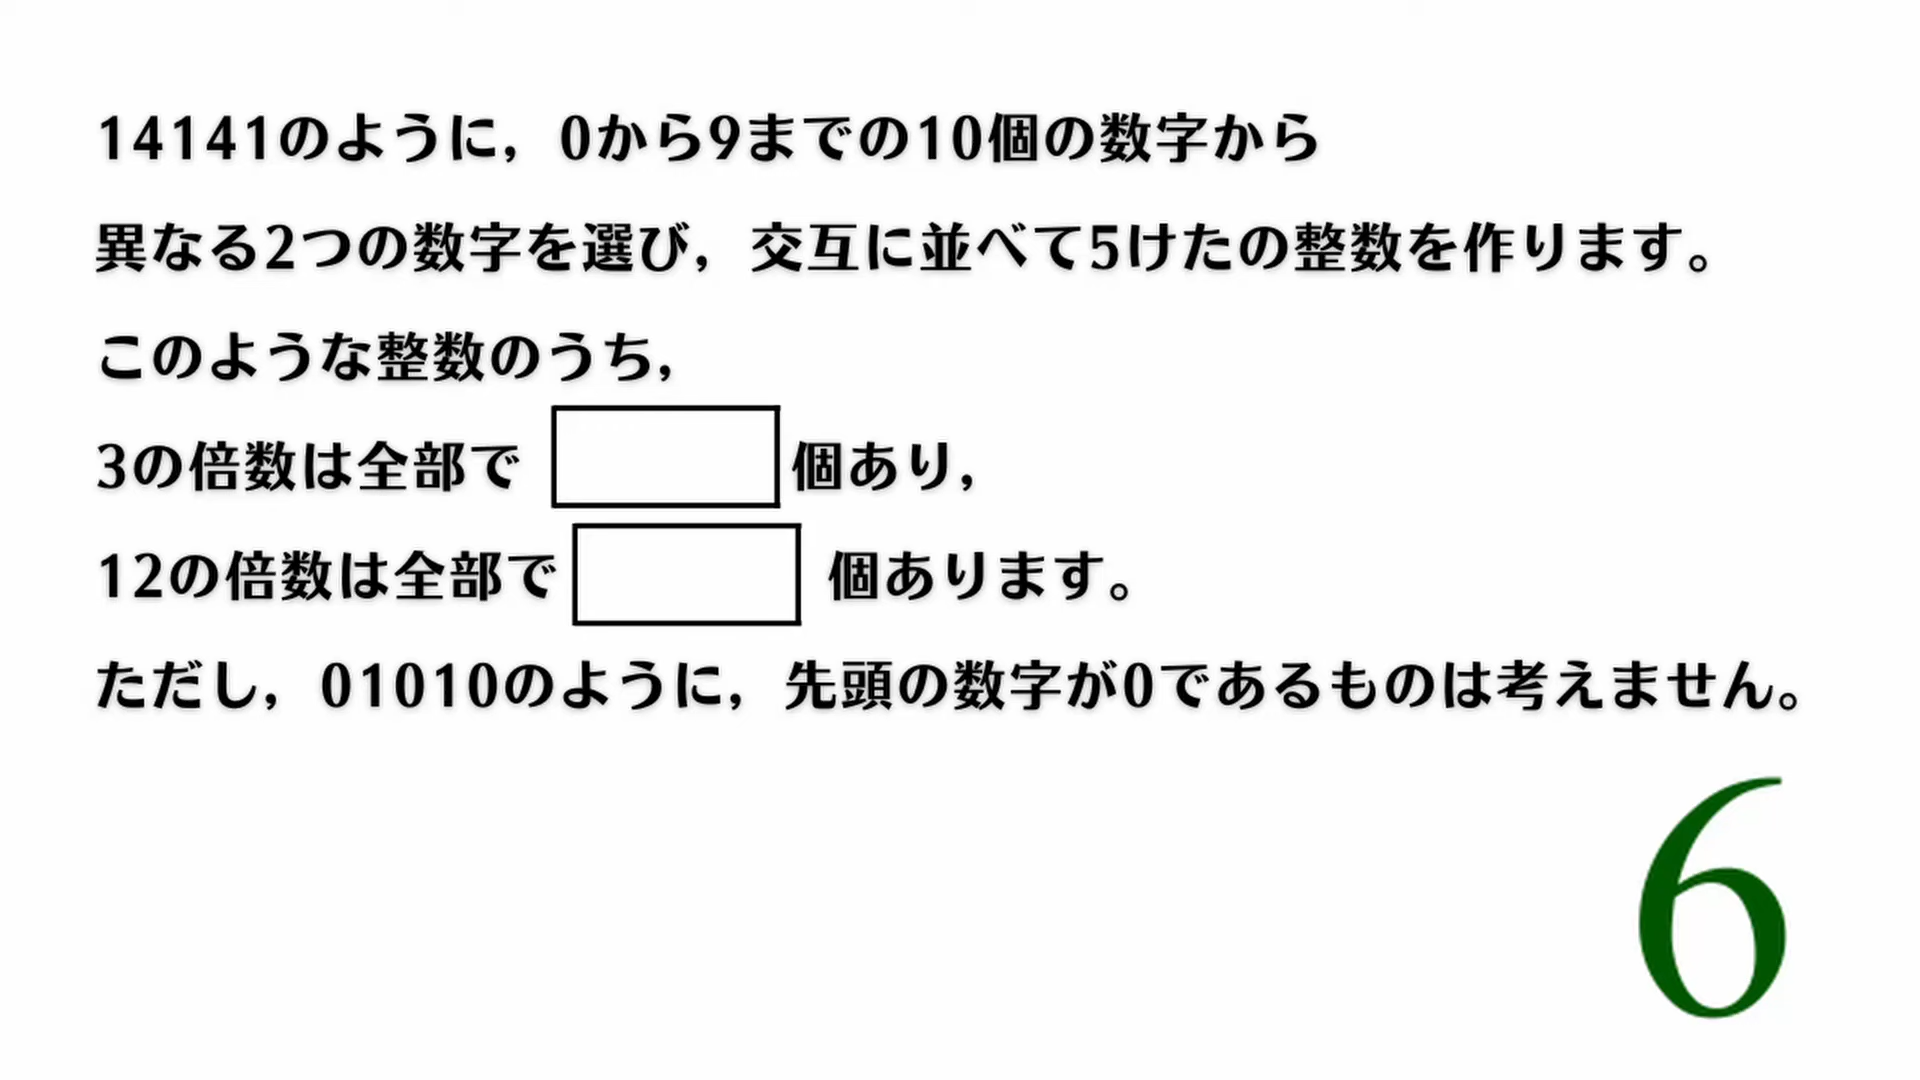 14141のように，0から9までの10個の数字から
異なる2つの数字を選び，交互に並べて5けたの整数を作ります。
このような整数のうち，
3の倍数は全部で 個あり，
12の倍数は全部で 個あります。
ただし，01010のように，先頭の数字が0であるものは考えません。
6